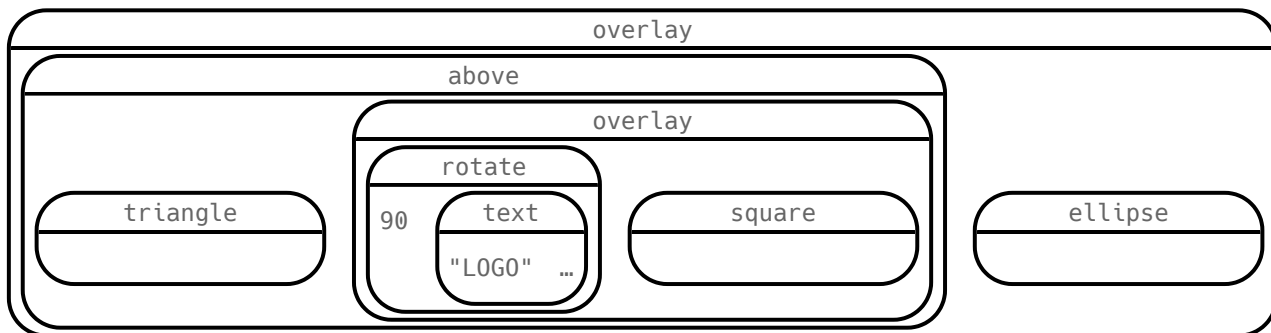 overlay
above
overlay
rotate
triangle
90
text
square
ellipse
"LOGO" …